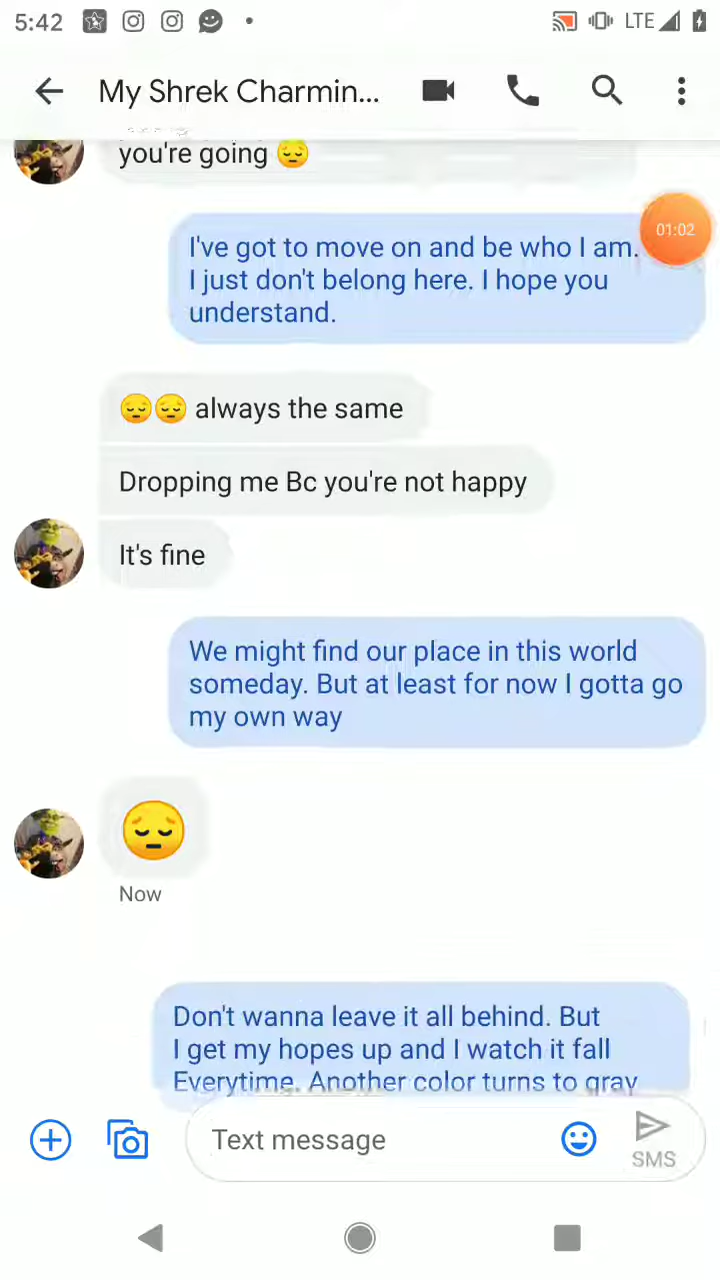 5:42
LTE
My Shrek Charmin...
you're going 😔
01:02
I've got to move on and be who I am.
I just don't belong here. I hope you
understand.
😔😔 always the same
Dropping me Bc you're not happy
It's fine
We might find our place in this world
someday. But at least for now I gotta go
my own way
😔
Now
Don't wanna leave it all behind. But
I get my hopes up and I watch it fall
Everytime. Another color turns to gray
Text message
SMS